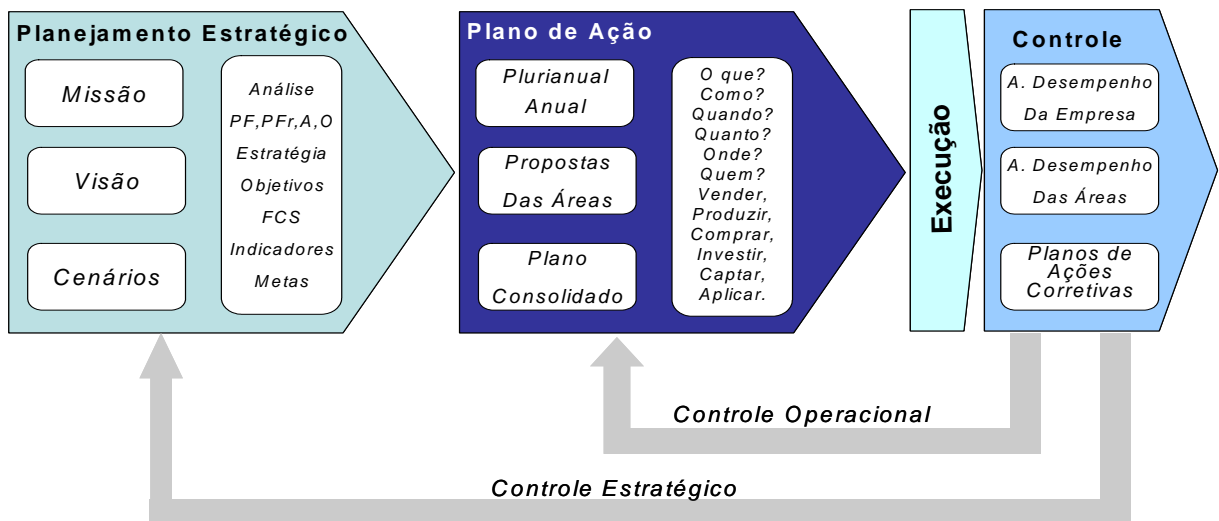 Planejamento Estratégico
Missão
Visão
Cenários
Análise
PF,PFr,A,O
Estratégia
Objetivos
FCS
Indicadores
Metas
Plano de Ação
Plurianual
Anual
Propostas
Das Áreas
Plano
Consolidado
O que?
Como?
Quando?
Quanto?
Onde?
Quem?
Vender,
Produzir,
Comprar,
Investir,
Captar,
Aplicar.
Execução
Controle
A. Desempenho
Da Empresa
A. Desempenho
Das Áreas
Planos de
Ações
Corretivas
Controle Operacional
Controle Estratégico